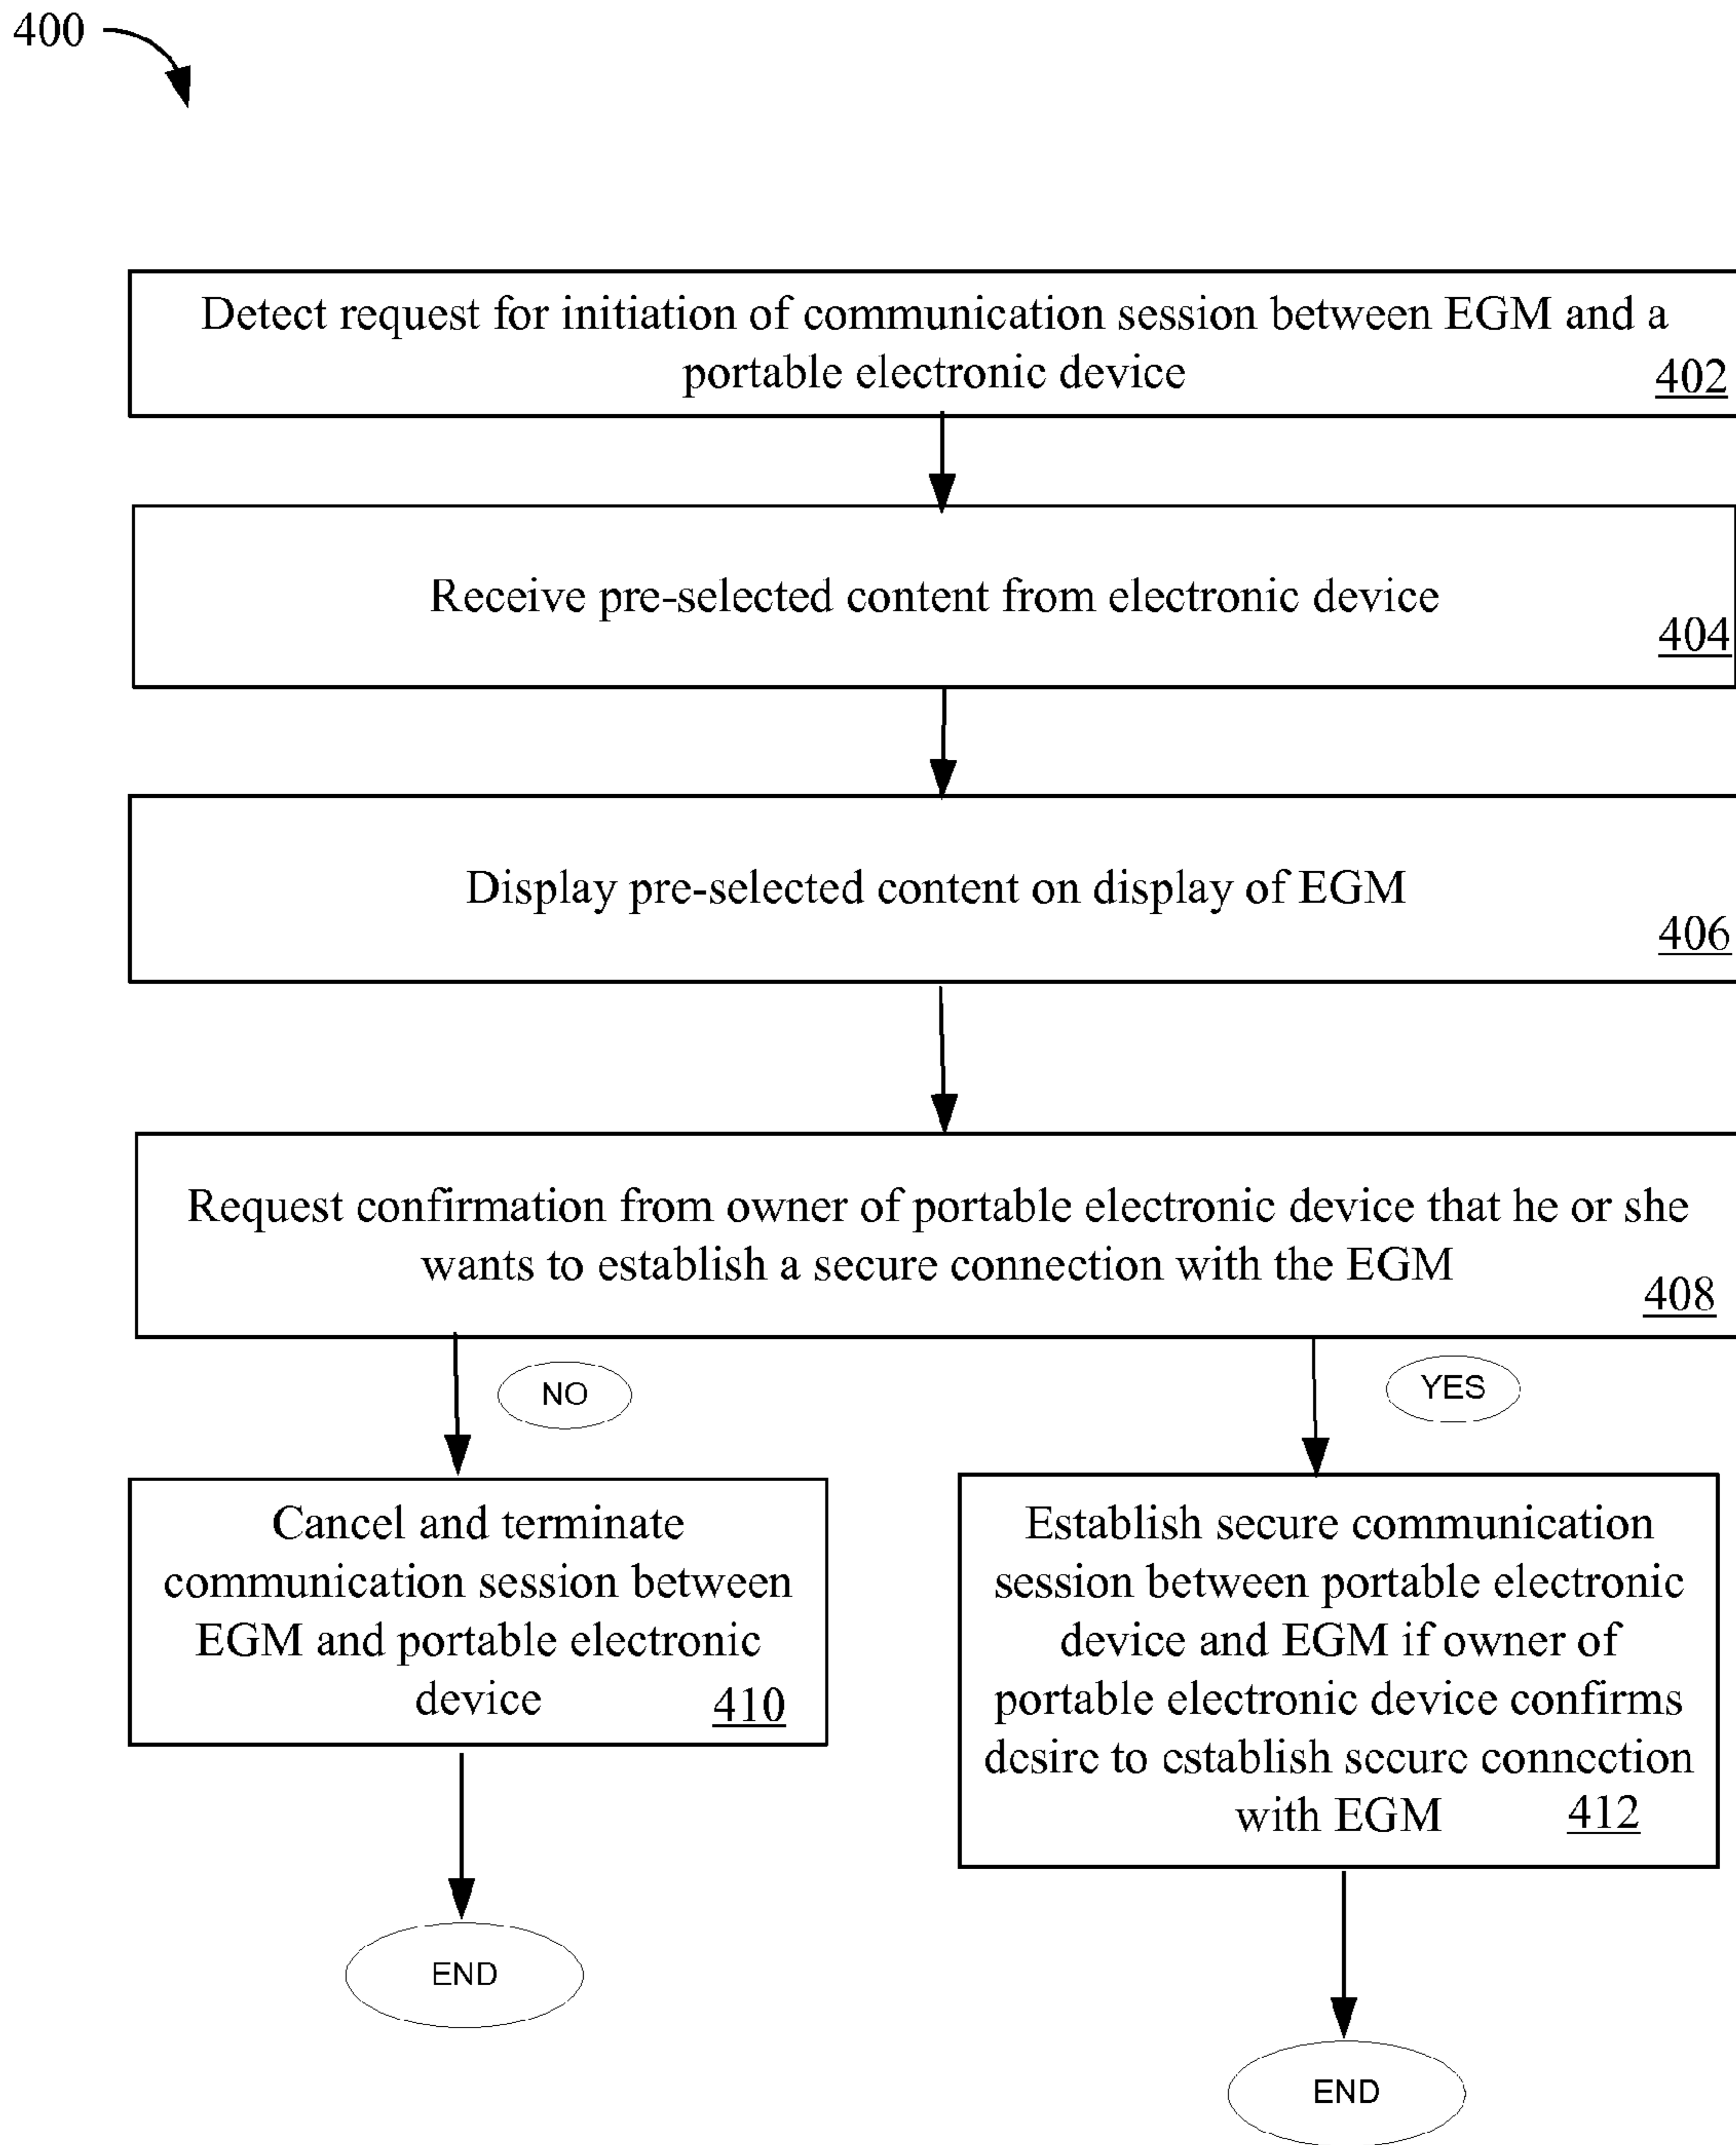 400
Detect request for initiation of communication session between EGM and a
portable electronic device
402
Receive pre-selected content from electronic device
404
Display pre-selected content on display of EGM
406
Request confirmation from owner of portable electronic device that he or she
wants to establish a secure connection with the EGM
408
NO
YES
Cancel and terminate
communication session between
EGM and portable electronic
device
410
Establish secure communication
session between portable electronic
device and EGM if owner of
portable electronic device confirms
desire to establish secure connection
with EGM
412
END
END